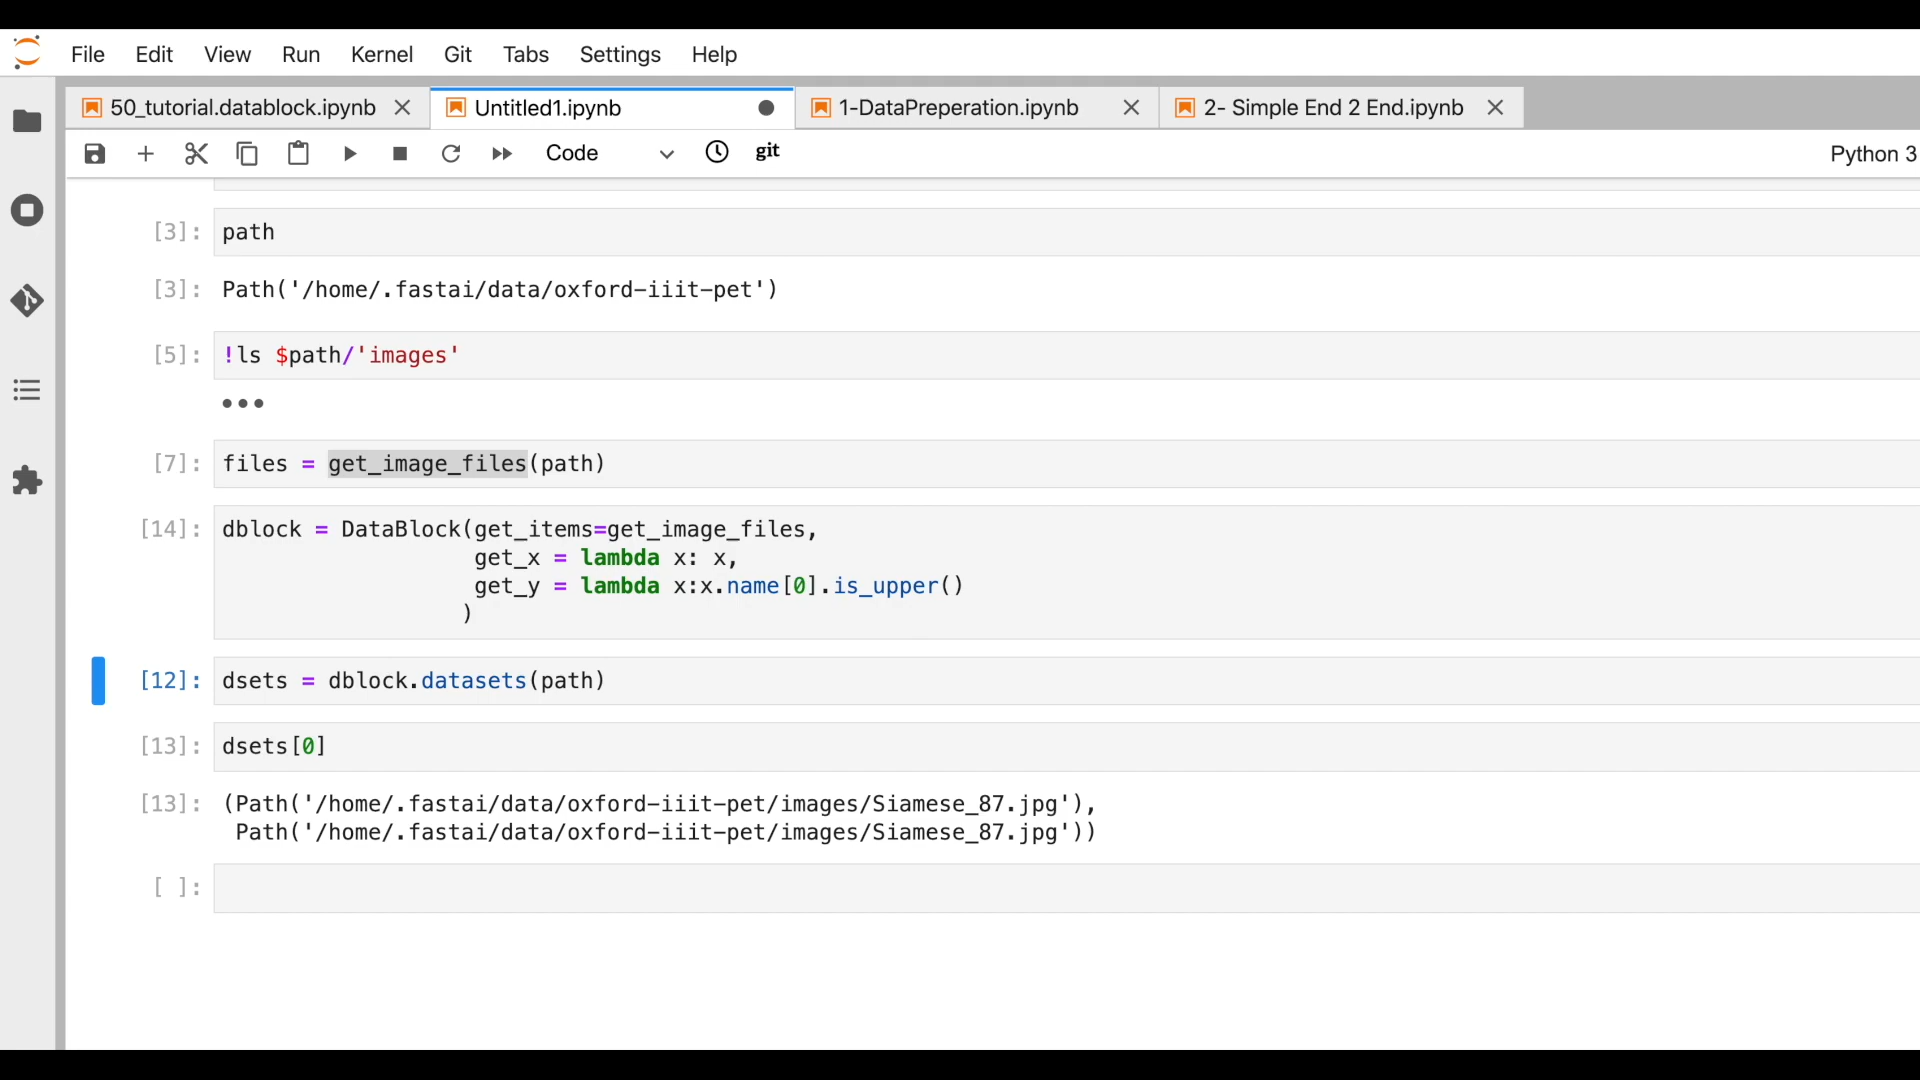 File Edit View Run Kernel Git Tabs Settings Help
50_tutorial.datablock.ipynb Untitled1.ipynb 1-DataPreperation.ipynb 2- Simple End 2 End.ipynb
Code git Python 3
[3]: path
[3]: Path('/home/.fastai/data/oxford-iiit-pet')
[5]: !ls $path/'images'
[7]: files = get_image_files(path)
[14]: dblock = DataBlock(get_items=get_image_files,
get_x = lambda x: x,
get_y = lambda x:x.name[0].is_upper()
)
[12]: dsets = dblock.datasets(path)
[13]: dsets[0]
[13]: (Path('/home/.fastai/data/oxford-iiit-pet/images/Siamese_87.jpg'),
Path('/home/.fastai/data/oxford-iiit-pet/images/Siamese_87.jpg'))
[ ]: